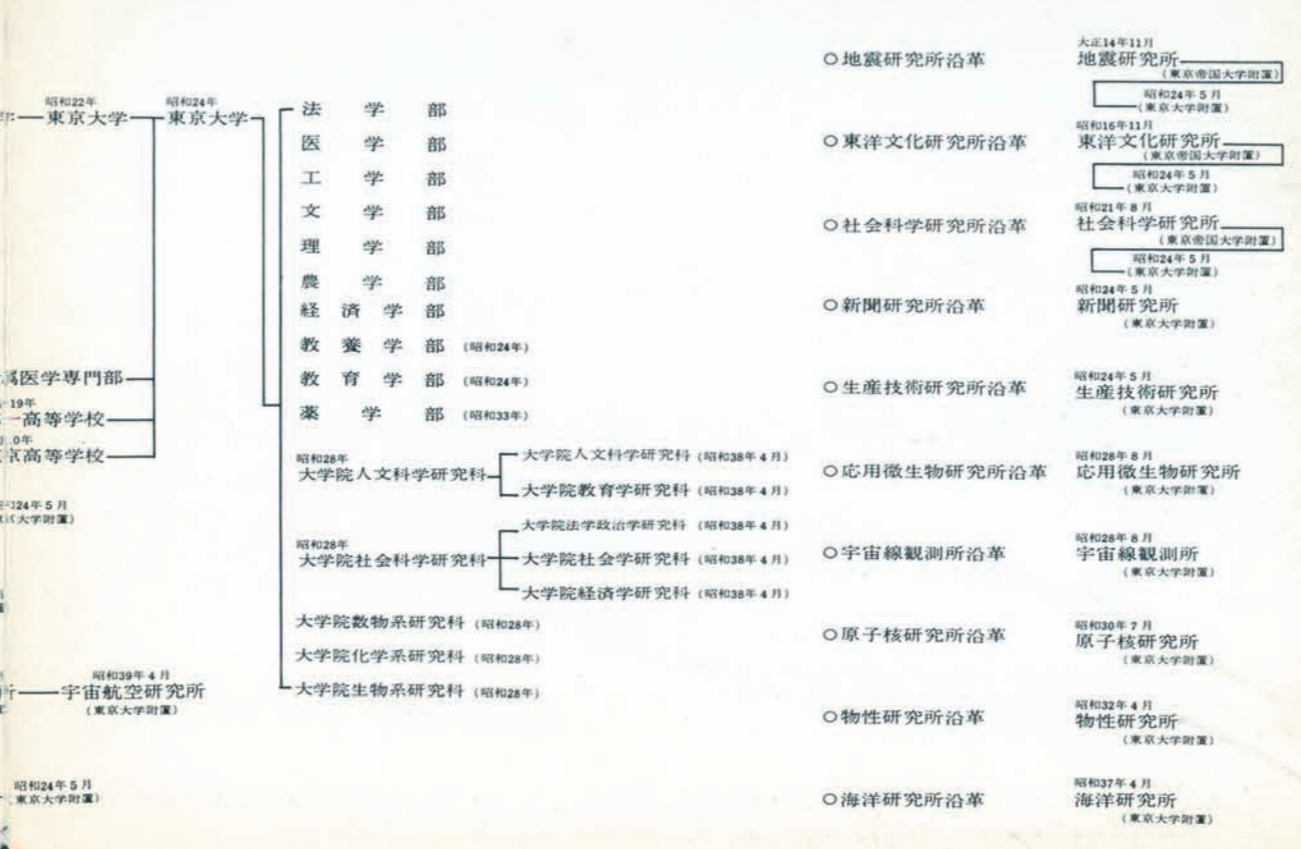 昭和22年
東京大学
昭和24年
東京大学
法学部
医学部
工学部
文学部
理学部
農学部
経済学部
教養学部 (昭和24年)
教育学部 (昭和24年)
薬学部 (昭和33年)
昭和28年
大学院人文科学研究科
大学院人文科学研究科 (昭和38年4月)
大学院教育学研究科 (昭和38年4月)
昭和28年
大学院社会科学研究科
大学院法学政治学研究科 (昭和38年4月)
大学院社会学研究科 (昭和38年4月)
大学院経済学研究科 (昭和38年4月)
大学院数物系研究科 (昭和28年)
大学院化学系研究科 (昭和28年)
大学院生物系研究科 (昭和28年)
属医学専門部
19年
一高等学校
0年
京高等学校
24年5月
大学附置)
昭和39年4月
所
宇宙航空研究所
(東京大学附置)
昭和24年5月
(東京大学附置)
○地震研究所沿革
大正14年11月
地震研究所
(東京帝国大学附置)
昭和24年5月
(東京大学附置)
○東洋文化研究所沿革
昭和16年11月
東洋文化研究所
(東京帝国大学附置)
昭和24年5月
(東京大学附置)
○社会科学研究所沿革
昭和21年8月
社会科学研究所
(東京帝国大学附置)
昭和24年5月
(東京大学附置)
○新聞研究所沿革
昭和24年5月
新聞研究所
(東京大学附置)
○生産技術研究所沿革
昭和24年5月
生産技術研究所
(東京大学附置)
○応用微生物研究所沿革
昭和28年8月
応用微生物研究所
(東京大学附置)
○宇宙線観測所沿革
昭和28年8月
宇宙線観測所
(東京大学附置)
○原子核研究所沿革
昭和30年7月
原子核研究所
(東京大学附置)
○物性研究所沿革
昭和32年4月
物性研究所
(東京大学附置)
○海洋研究所沿革
昭和37年4月
海洋研究所
(東京大学附置)